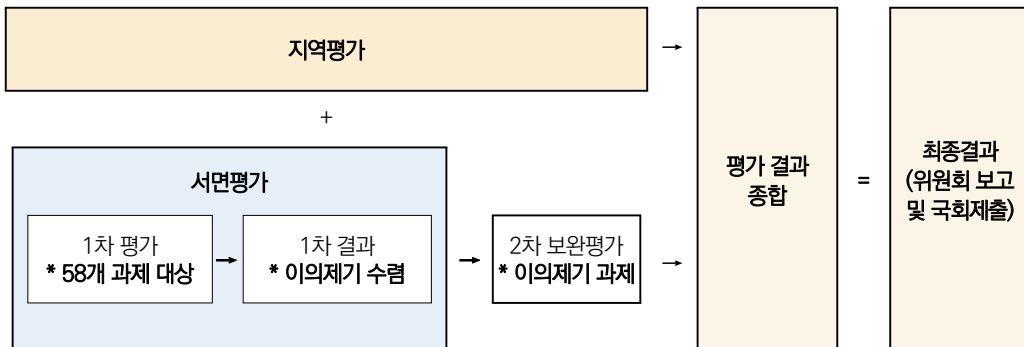 지역평가
→
+
서면평가
1차 평가
* 58개 과제 대상
→
1차 결과
* 이의제기 수렴
→
2차 보완평가
* 이의제기 과제
→
평가 결과
종합
=
최종결과
(위원회 보고
및 국회제출)